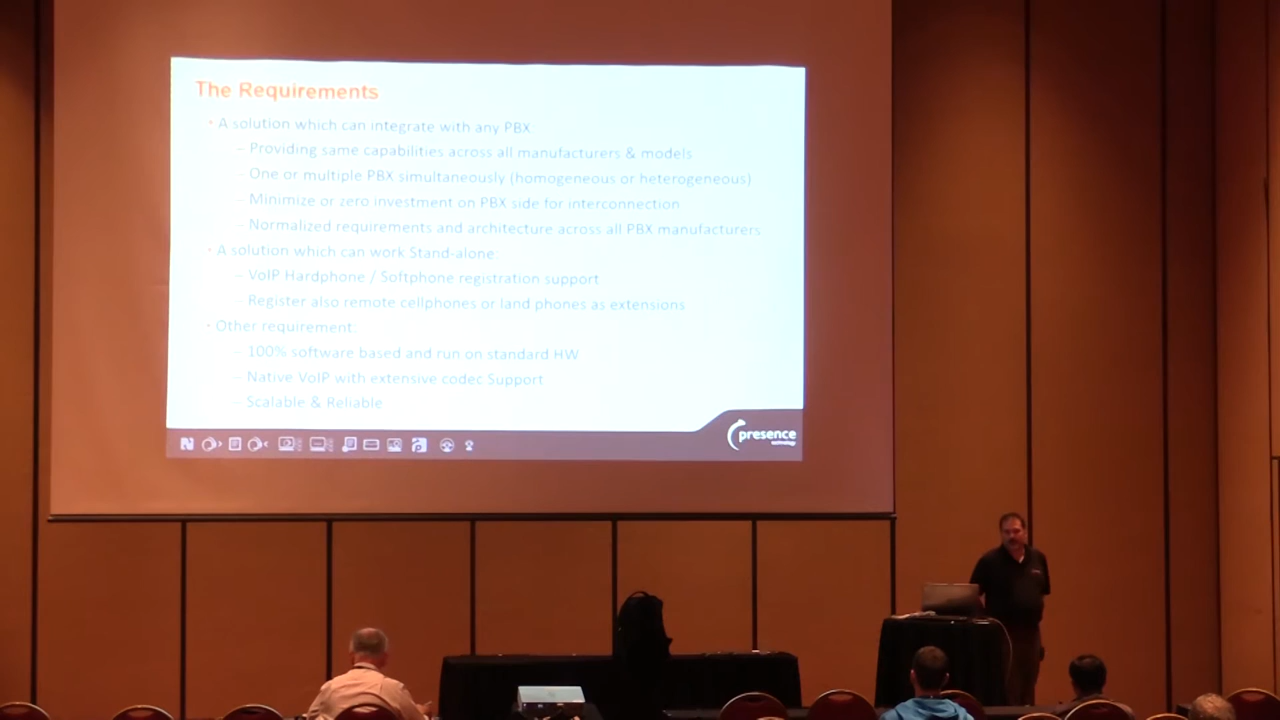 The Requirements
• A solution which can integrate with any PBX:
– Providing same capabilities across all manufacturers & models
– One or multiple PBX simultaneously (homogeneous or heterogeneous)
– Minimize or zero investment on PBX side for interconnection
– Normalized requirements and architecture across all PBX manufacturers
• A solution which can work Stand-alone:
– VoIP Hardphone / Softphone registration support
– Register also remote cellphones or land phones as extensions
• Other requirement:
– 100% software based and run on standard HW
– Native VoIP with extensive codec Support
– Scalable & Reliable
presence
technology